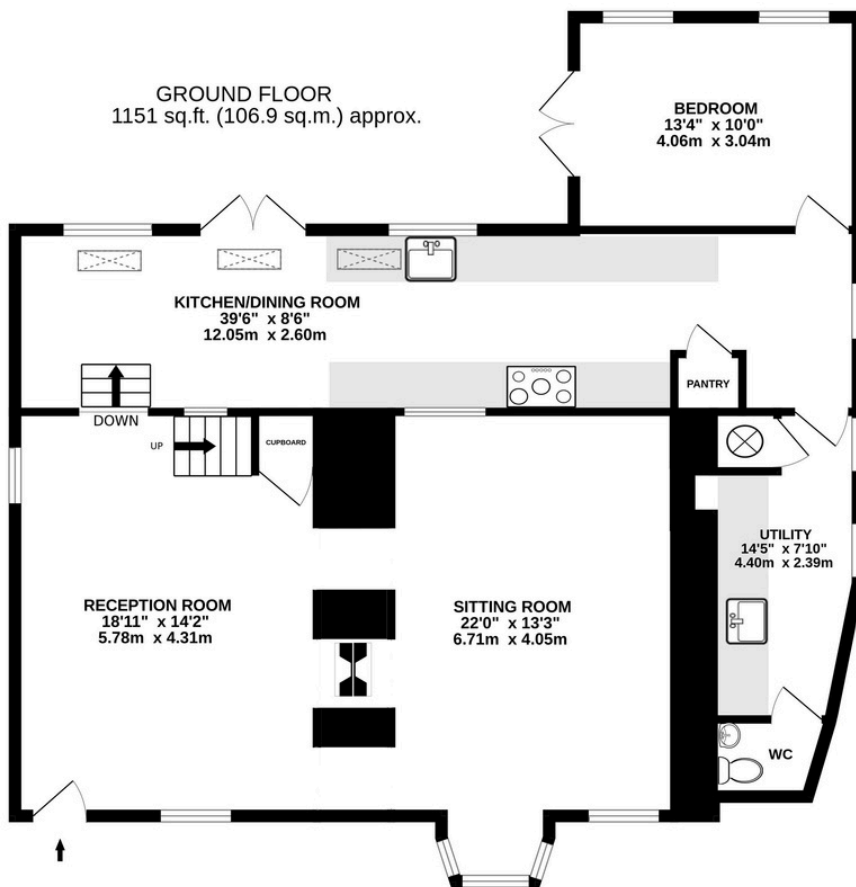 GROUND FLOOR
1151 sq.ft. (106.9 sq.m.) approx.
BEDROOM
13'4" x 10'0"
4.06m x 3.04m
KITCHEN/DINING ROOM
39'6" x 8'6"
12.05m x 2.60m
PANTRY
DOWN
UP
CUPBOARD
UTILITY
14'5" x 7'10"
4.40m x 2.39m
RECEPTION ROOM
18'11" x 14'2"
5.78m x 4.31m
SITTING ROOM
22'0" x 13'3"
6.71m x 4.05m
WC